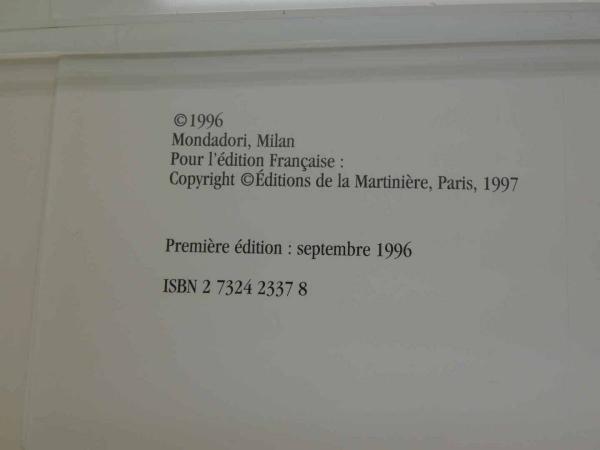 ©1996
Mondadori, Milan
Pour l'édition Française :
Copyright ©Éditions de la Martinière, Paris, 1997
Première édition : septembre 1996
ISBN 2 7324 2337 8